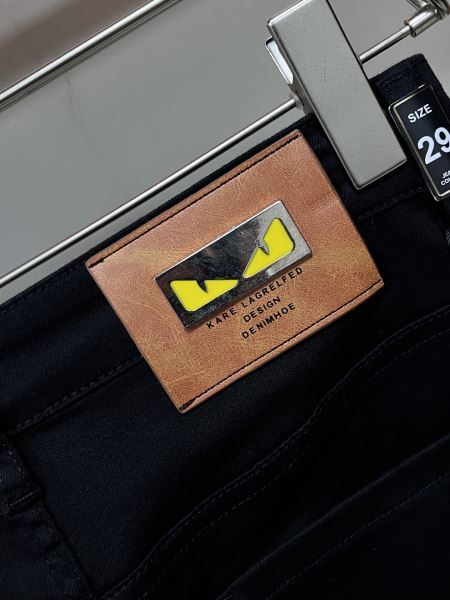 SIZE
29
KARE LAGRELFED
DESIGN
DENIMHOE